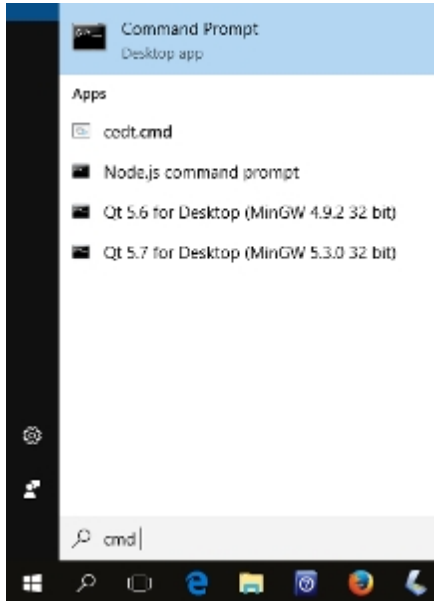 Command Prompt
Desktop app
Apps
cedt.cmd
Node.js command prompt
Qt 5.6 for Desktop (MinGW 4.9.2 32 bit)
Qt 5.7 for Desktop (MinGW 5.3.0 32 bit)
cmd